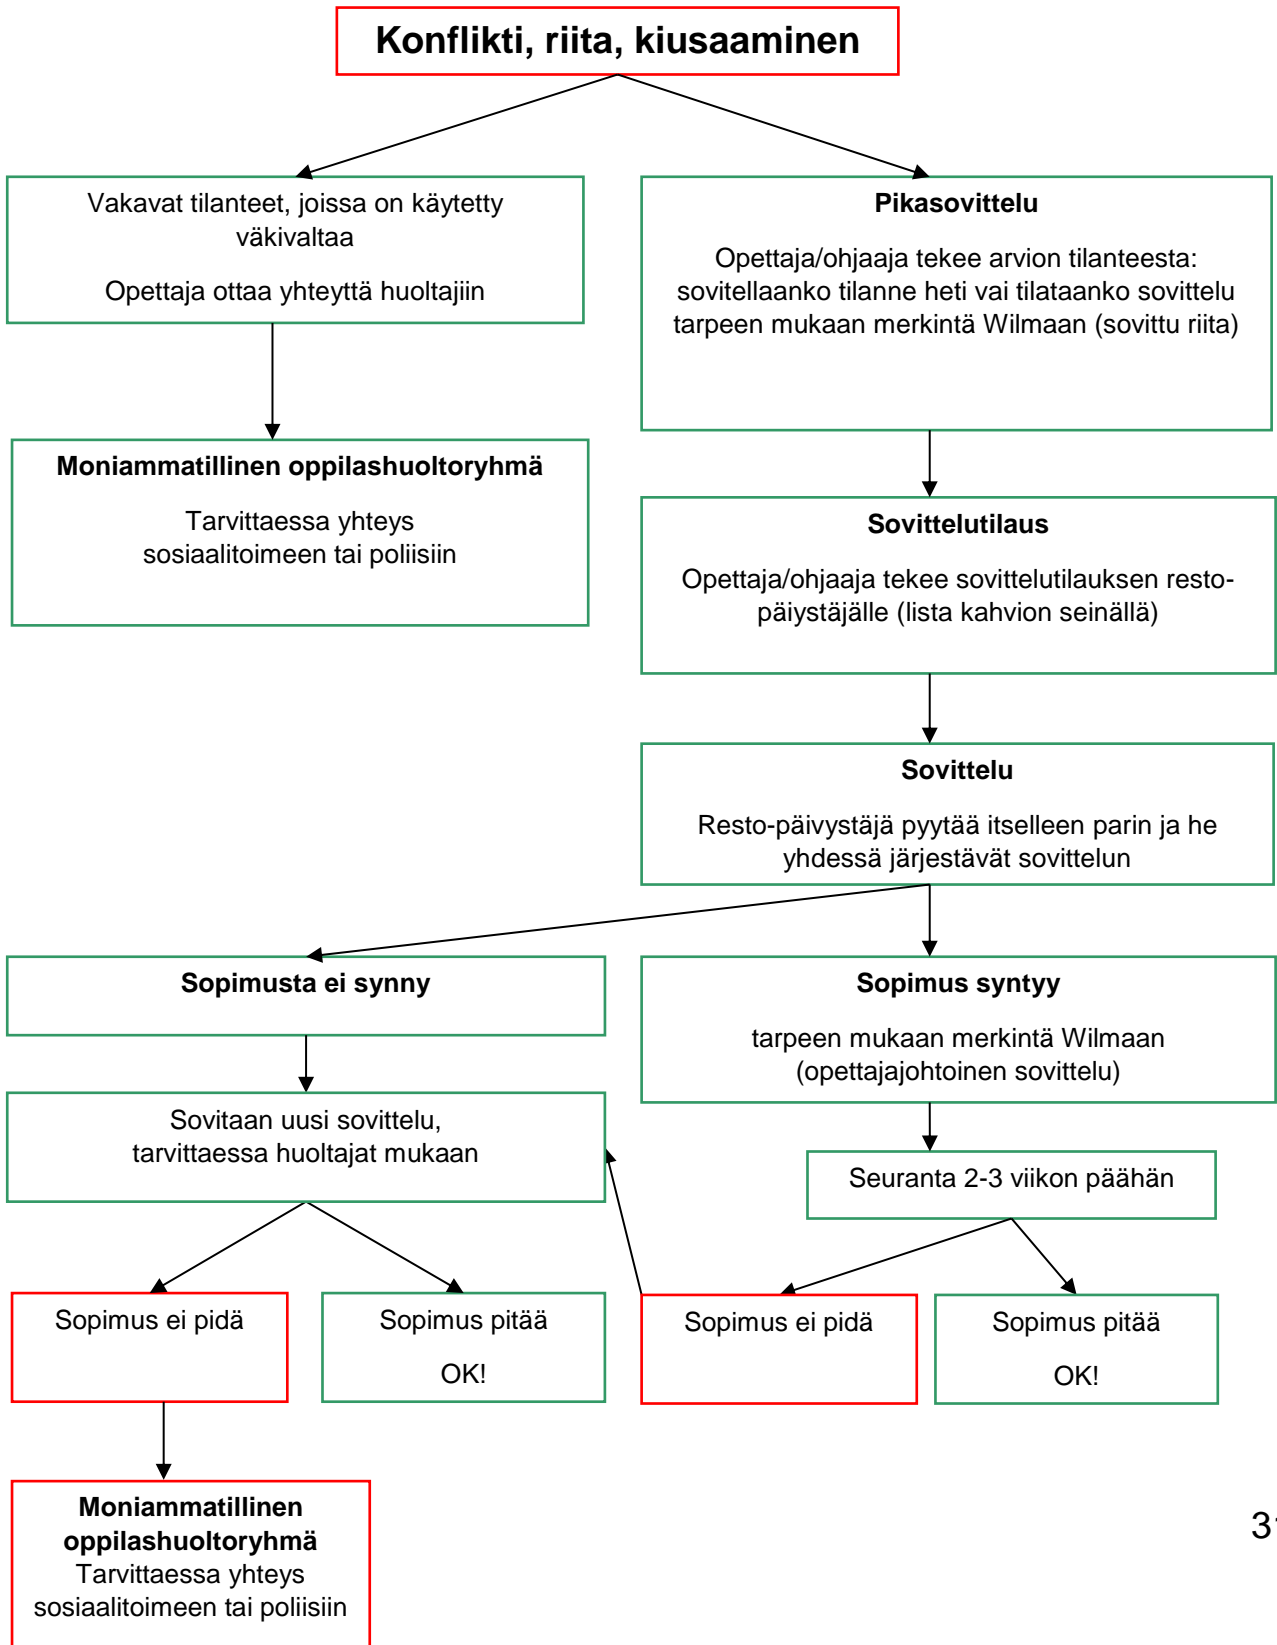 Konflikti, riita, kiusaaminen
Vakavat tilanteet, joissa on käytetty
väkivaltaa
Opettaja ottaa yhteyttä huoltajiin
Pikasovittelu
Opettaja/ohjaaja tekee arvion tilanteesta:
sovitellaanko tilanne heti vai tilataanko sovittelu
tarpeen mukaan merkintä Wilmaan (sovittu riita)
Moniammatillinen oppilashuoltoryhmä
Tarvittaessa yhteys
sosiaalitoimeen tai poliisiin
Sovittelutilaus
Opettaja/ohjaaja tekee sovittelutilauksen resto-
päiystäjälle (lista kahvion seinällä)
Sovittelu
Resto-päivystäjä pyytää itselleen parin ja he
yhdessä järjestävät sovittelun
Sopimusta ei synny
Sopimus syntyy
tarpeen mukaan merkintä Wilmaan
(opettajajohtoinen sovittelu)
Sovitaan uusi sovittelu,
tarvittaessa huoltajat mukaan
Seuranta 2-3 viikon päähän
Sopimus ei pidä
Sopimus pitää
OK!
Sopimus ei pidä
Sopimus pitää
OK!
Moniammatillinen
oppilashuoltoryhmä
Tarvittaessa yhteys
sosiaalitoimeen tai poliisiin
31